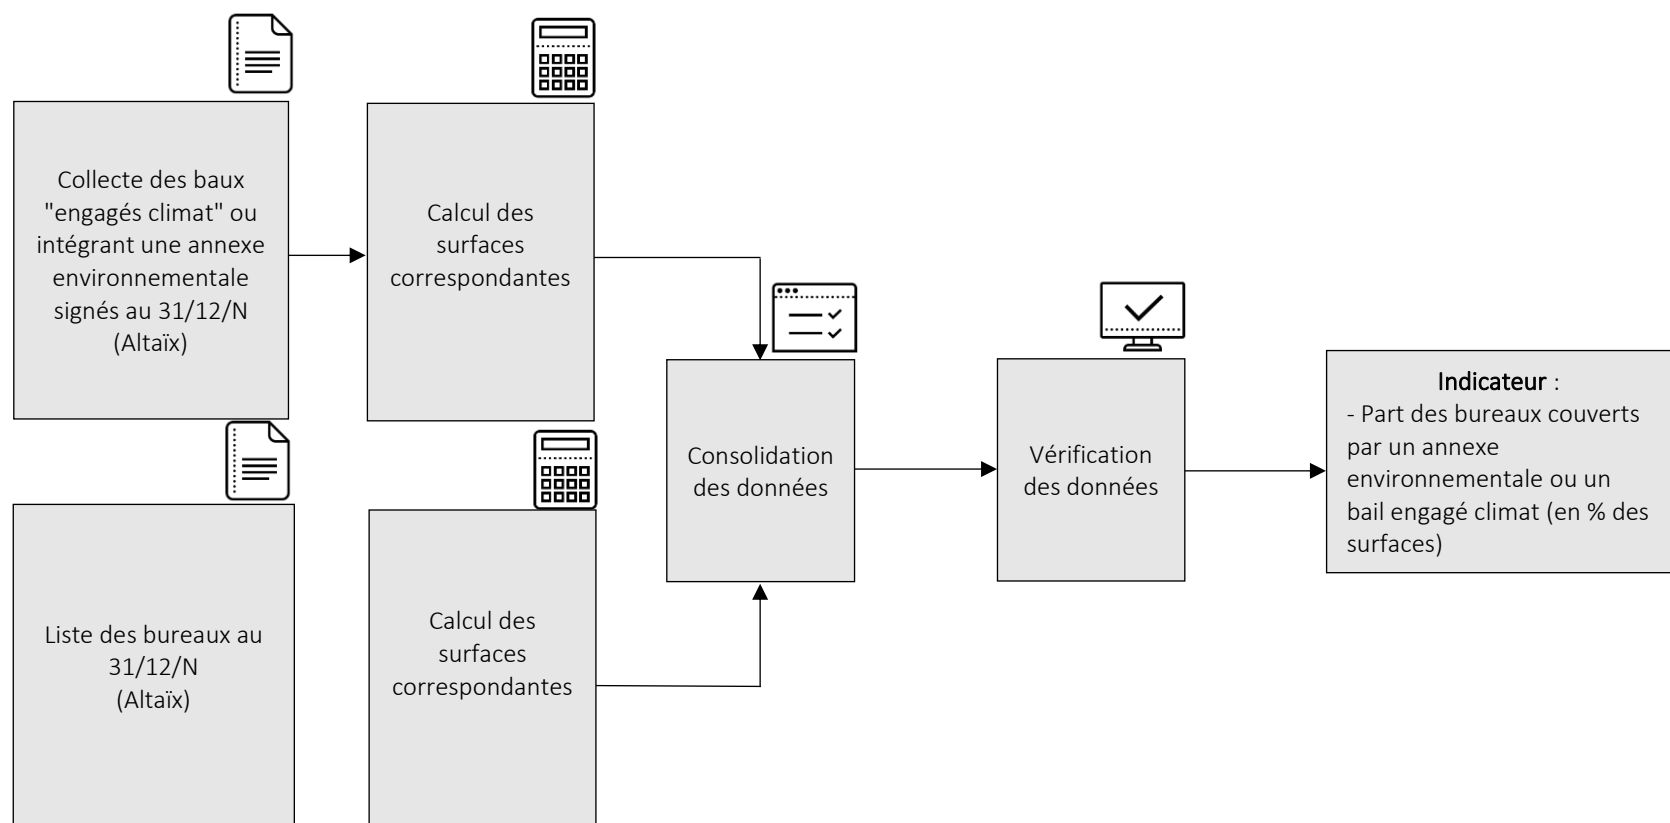 Collecte des baux
"engagés climat" ou
intégrant une annexe
environnementale
signés au 31/12/N
(Altaïx)
Calcul des
surfaces
correspondantes
Liste des bureaux au
31/12/N
(Altaïx)
Calcul des
surfaces
correspondantes
Consolidation
des données
Vérification
des données
Indicateur :
- Part des bureaux couverts
par un annexe
environnementale ou un
bail engagé climat (en % des
surfaces)